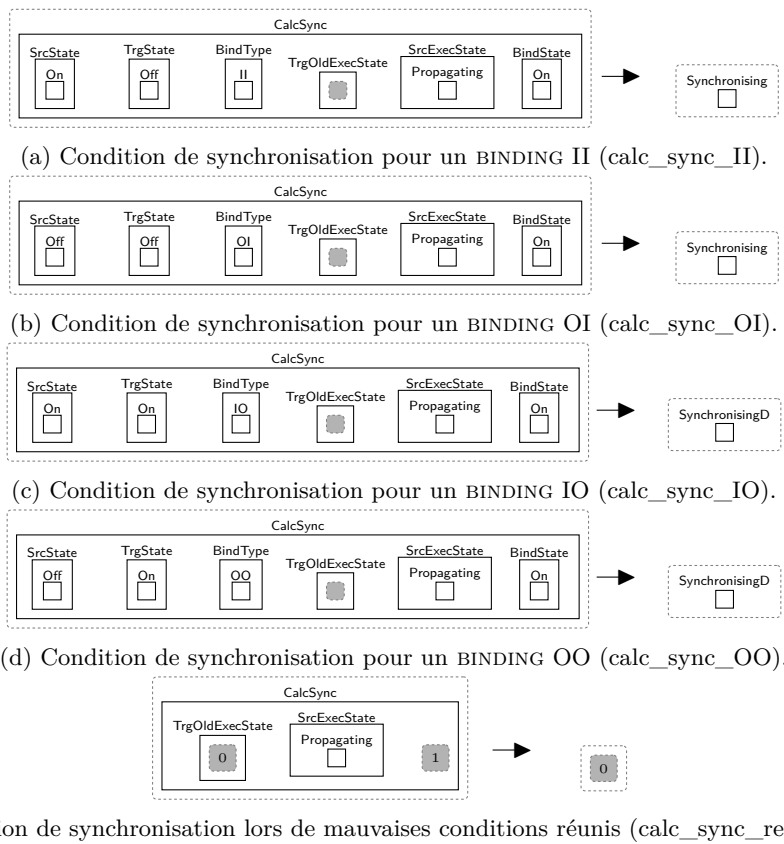 CalcSync
SrcState TrgState BindType TrgOldExecState SrcExecState BindState
On Off II Propagating On Synchronising
(a) Condition de synchronisation pour un BINDING II (calc_sync_II).
CalcSync
SrcState TrgState BindType TrgOldExecState SrcExecState BindState
Off Off OI Propagating On Synchronising
(b) Condition de synchronisation pour un BINDING OI (calc_sync_OI).
CalcSync
SrcState TrgState BindType TrgOldExecState SrcExecState BindState
On On IO Propagating On SynchronisingD
(c) Condition de synchronisation pour un BINDING IO (calc_sync_IO).
CalcSync
SrcState TrgState BindType TrgOldExecState SrcExecState BindState
Off On OO Propagating On SynchronisingD
(d) Condition de synchronisation pour un BINDING OO (calc_sync_OO).
CalcSync
TrgOldExecState SrcExecState
Propagating
0 1 0
ion de synchronisation lors de mauvaises conditions réunis (calc_sync_re